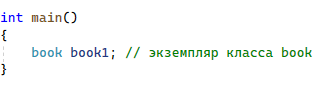 int main()
{
    book book1; // экземпляр класса book
}